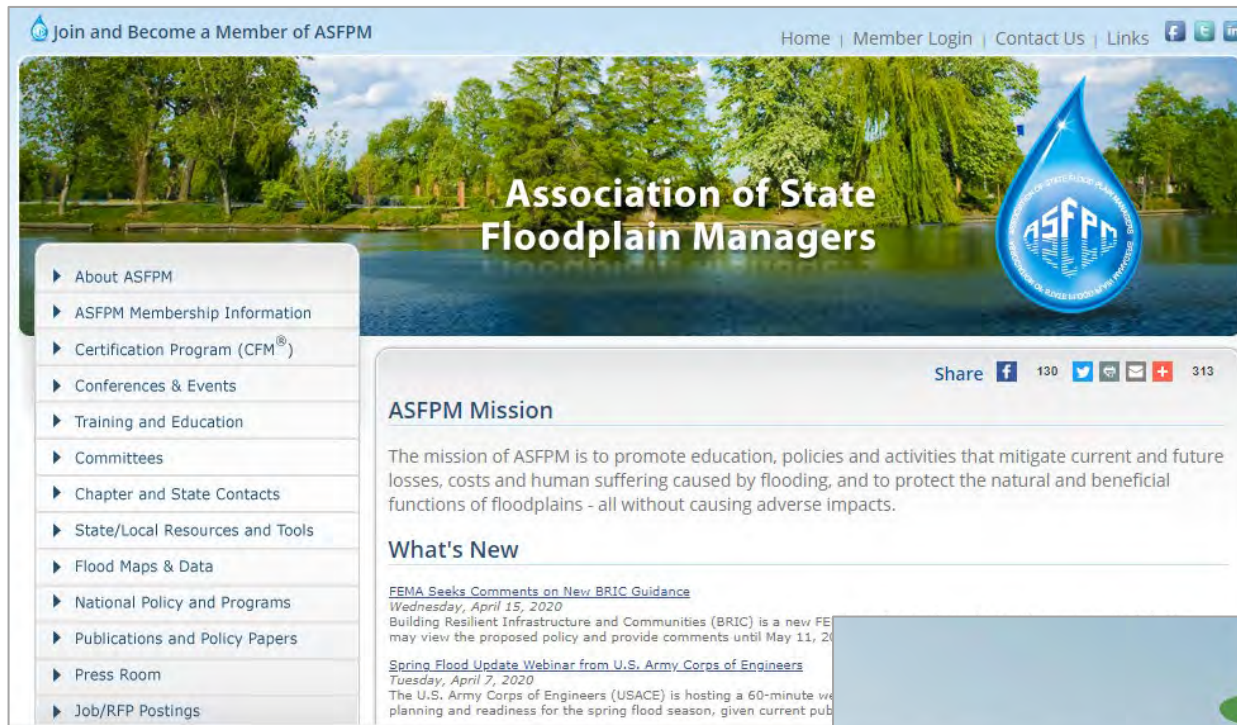 Join and Become a Member of ASFPM
Home | Member Login | Contact Us | Links
Association of State
Floodplain Managers
ASFPM
About ASFPM
ASFPM Membership Information
Certification Program (CFM®)
Conferences & Events
Training and Education
Committees
Chapter and State Contacts
State/Local Resources and Tools
Flood Maps & Data
National Policy and Programs
Publications and Policy Papers
Press Room
Job/RFP Postings
Share 130 313
ASFPM Mission
The mission of ASFPM is to promote education, policies and activities that mitigate current and future
losses, costs and human suffering caused by flooding, and to protect the natural and beneficial
functions of floodplains - all without causing adverse impacts.
What's New
FEMA Seeks Comments on New BRIC Guidance
Wednesday, April 15, 2020
Building Resilient Infrastructure and Communities (BRIC) is a new FE
may view the proposed policy and provide comments until May 11, 20
Spring Flood Update Webinar from U.S. Army Corps of Engineers
Tuesday, April 7, 2020
The U.S. Army Corps of Engineers (USACE) is hosting a 60-minute we
planning and readiness for the spring flood season, given current pub